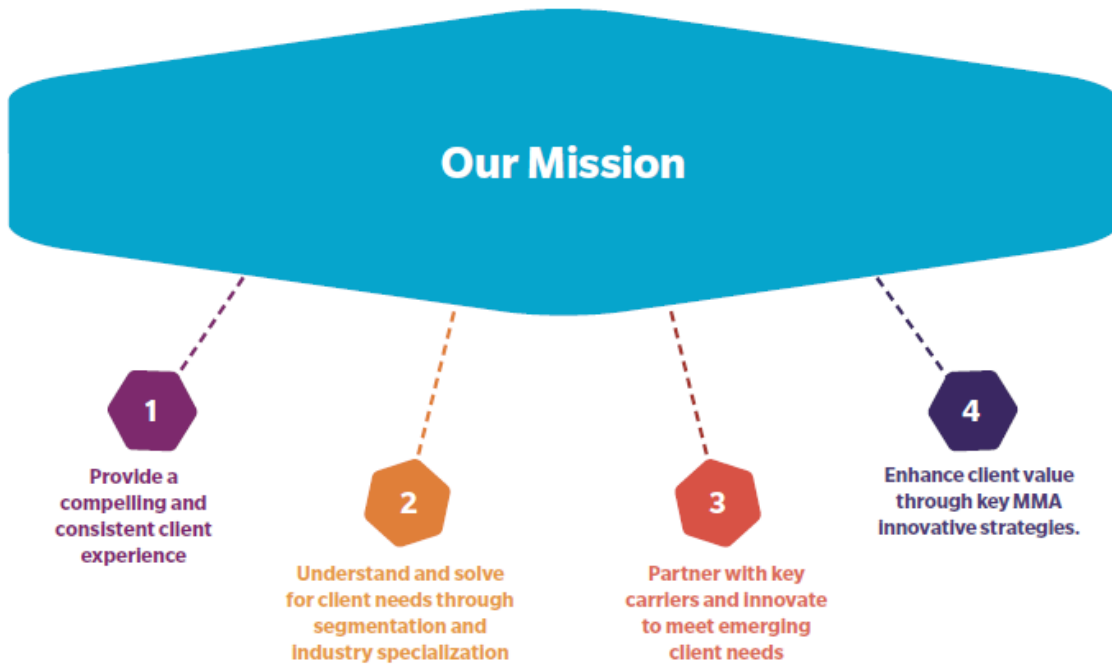 Our Mission
1
Provide a
compelling and
consistent client
experience
2
Understand and solve
for client needs through
segmentation and
industry specialization
3
Partner with key
carriers and innovate
to meet emerging
client needs
4
Enhance client value
through key MMA
innovative strategies.